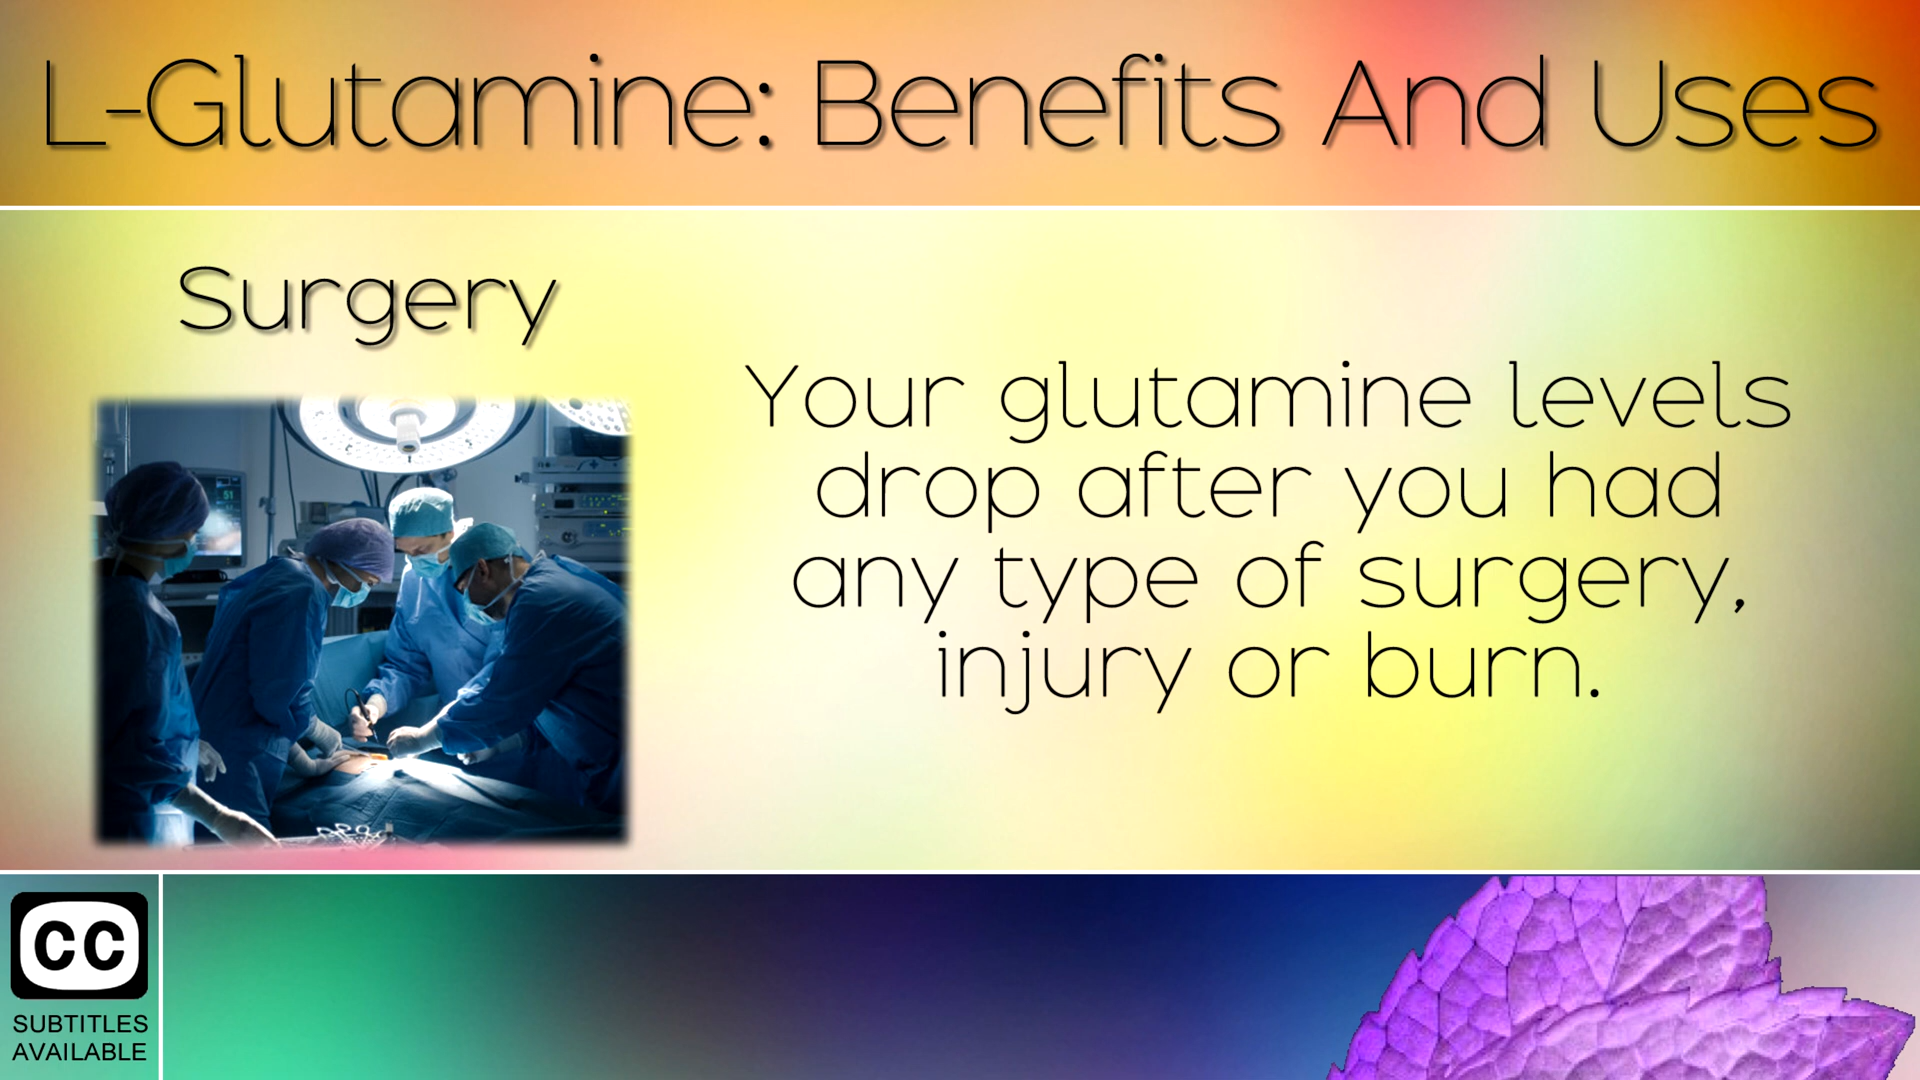 L-Glutamine: Benefits And Uses
Surgery
Your glutamine levels
drop after you had
any type of surgery,
injury or burn.
51
CC
SUBTITLES
AVAILABLE